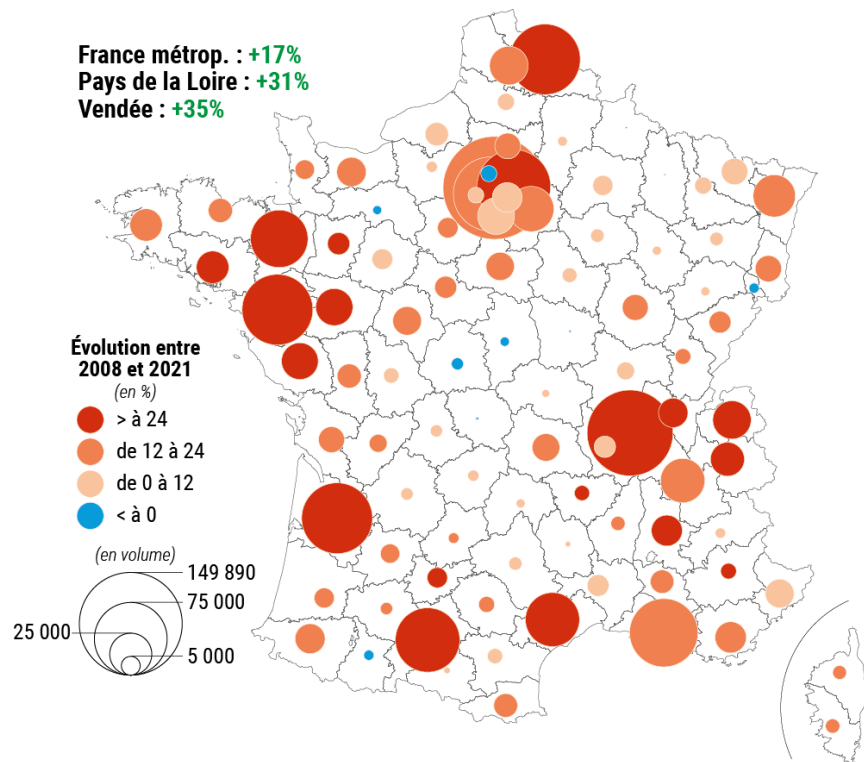 France métrop. : +17%
Pays de la Loire : +31%
Vendée : +35%
Évolution entre
2008 et 2021
(en %)
> à 24
de 12 à 24
de 0 à 12
< à 0
(en volume)
149 890
75 000
25 000
5 000